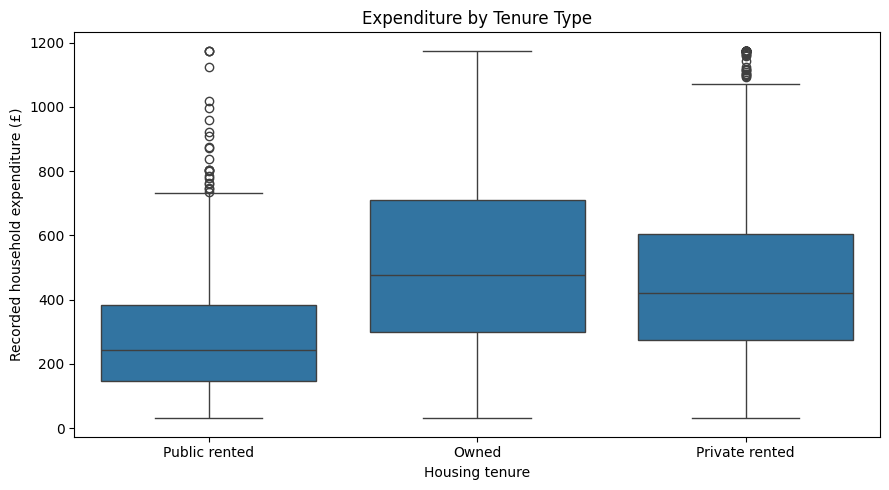 Expenditure by Tenure Type
Recorded household expenditure (£)
1200
1000
800
600
400
200
0
Public rented
Owned
Private rented
Housing tenure